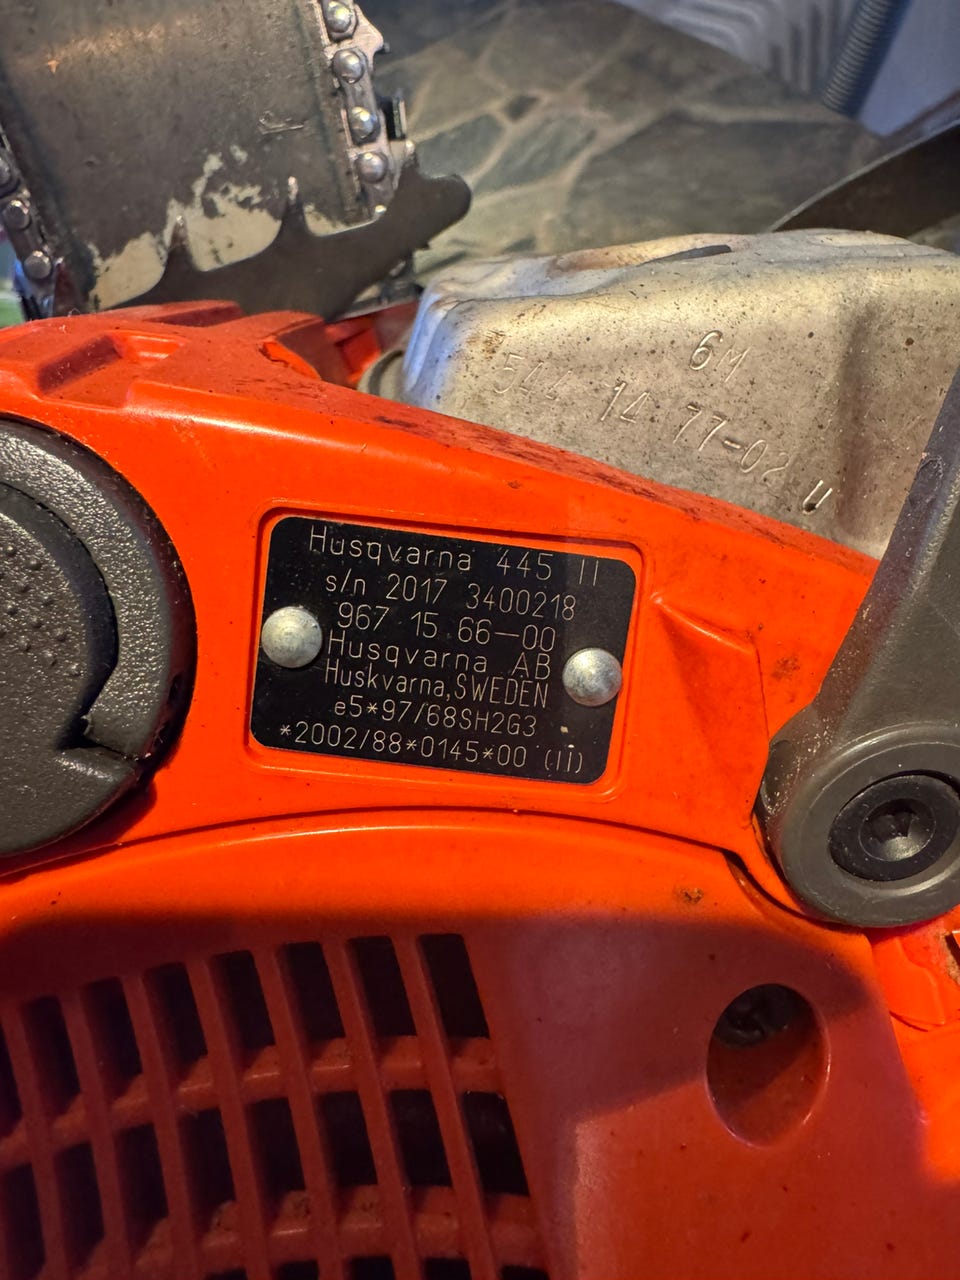 6M
544 14 77-02 U
Husqvarna 445 II
s/n 2017 3400218
967 15 66-00
Husqvarna AB
Huskvarna, SWEDEN
e5*97/68SH2G3
*2002/88*0145*00 (II)